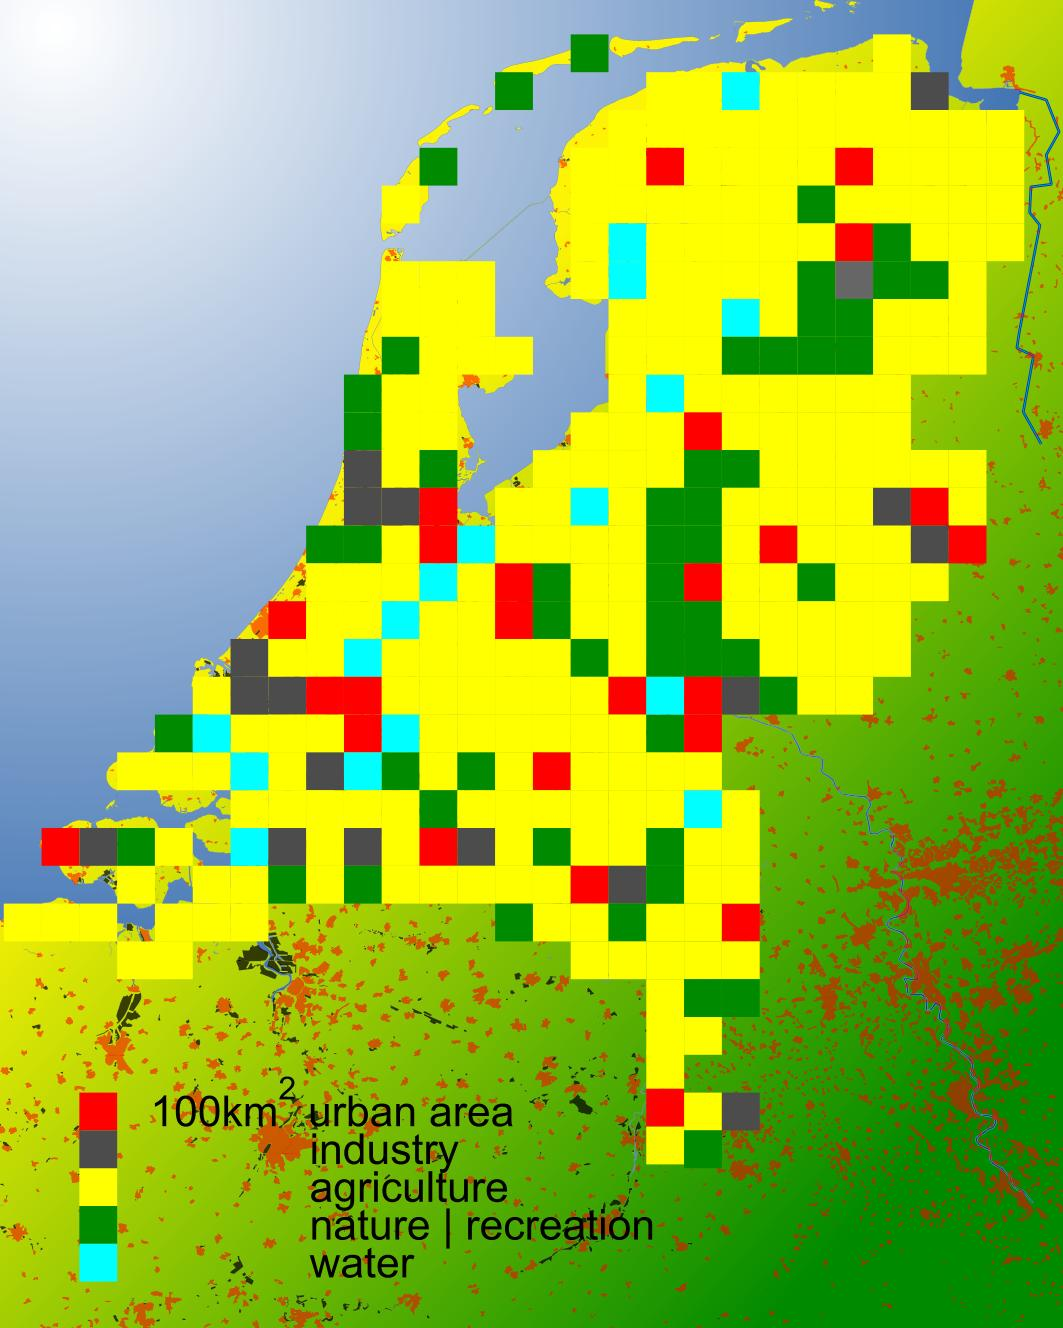 100km² urban area
industry
agriculture
nature | recreation
water